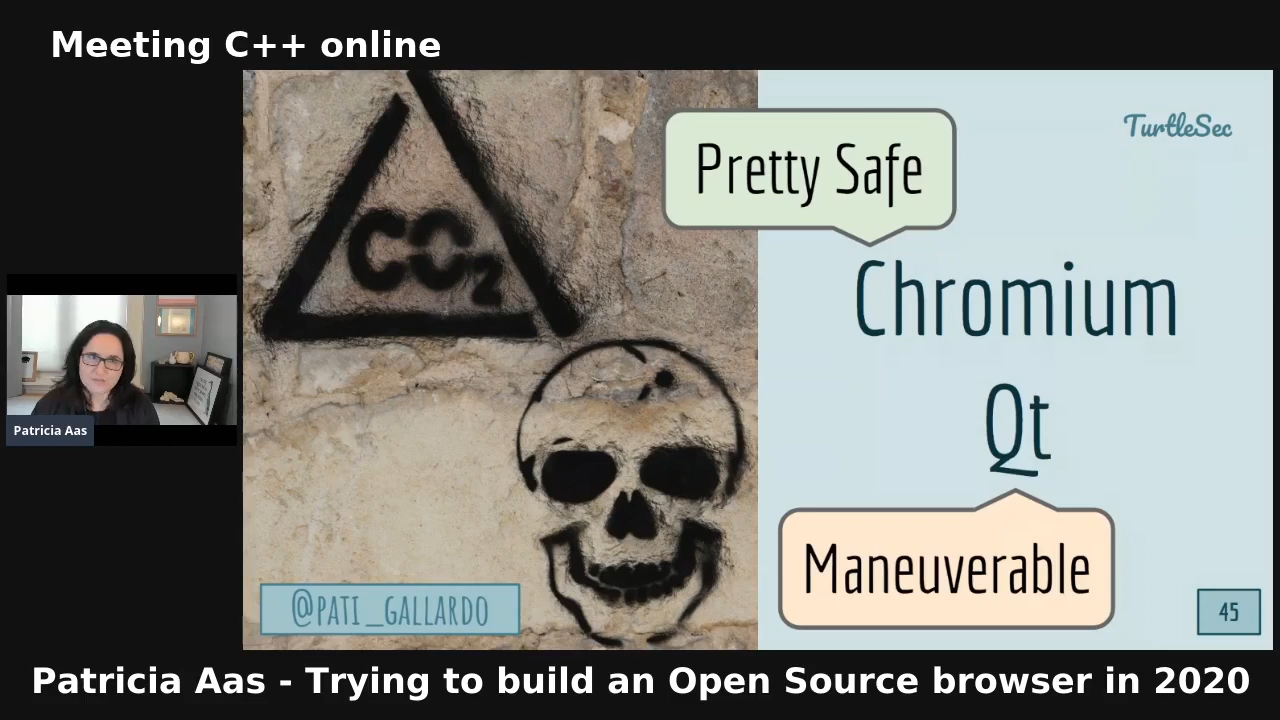 Meeting C++ online
CO2
Pretty Safe
TurtleSec
Chromium
Qt
Maneuverable
Patricia Aas
@PATI_GALLARDO
45
Patricia Aas - Trying to build an Open Source browser in 2020